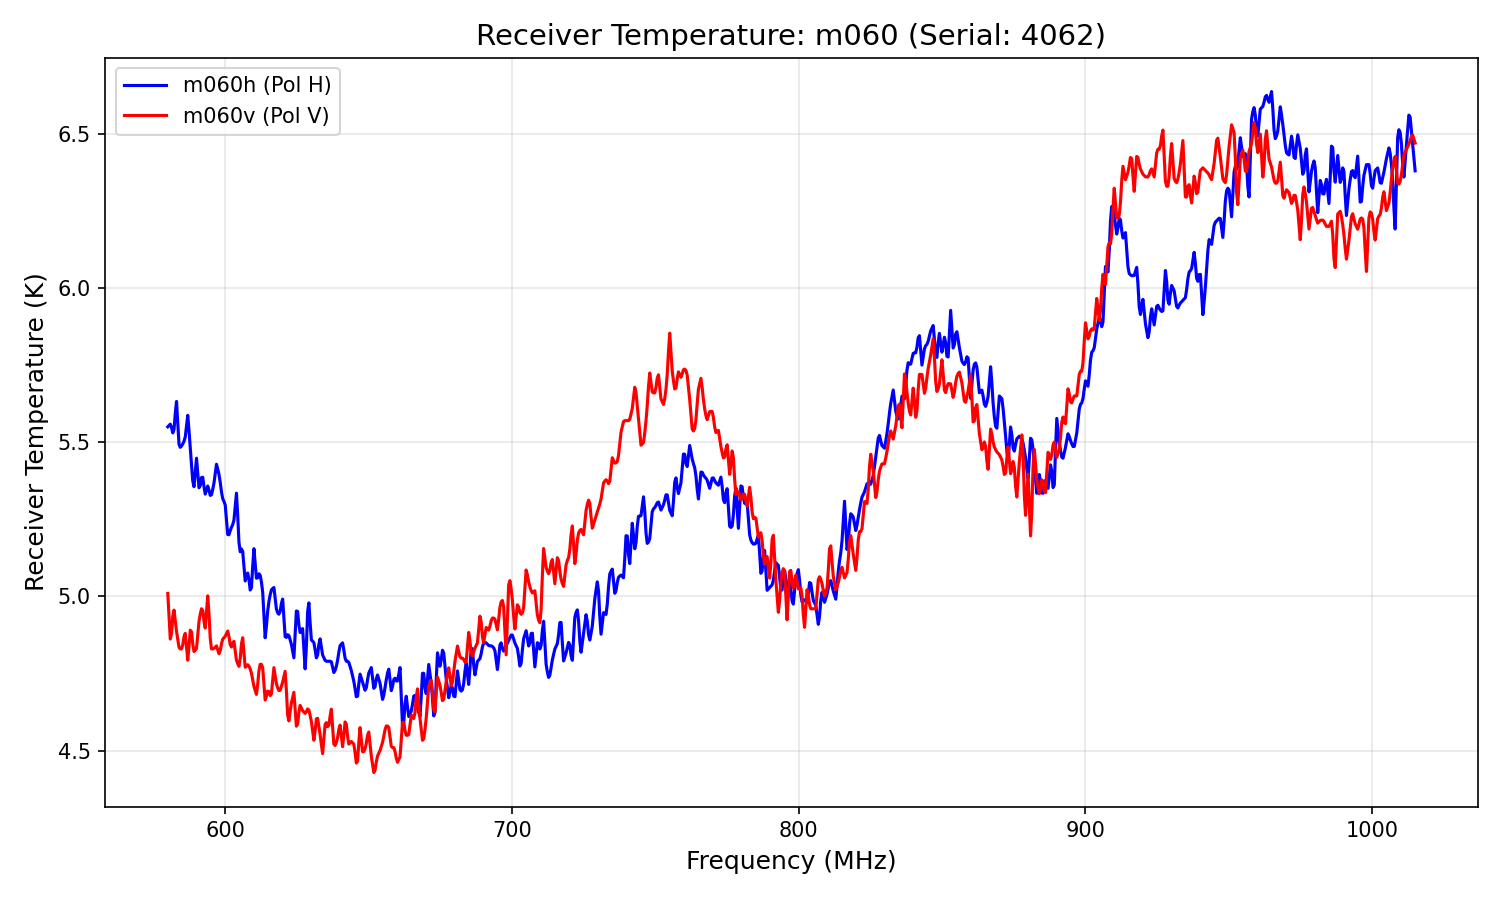 Receiver Temperature: m060 (Serial: 4062)
m060h (Pol H)
m060v (Pol V)
Receiver Temperature (K)
6.5
6.0
5.5
5.0
4.5
600 700 800 900 1000
Frequency (MHz)